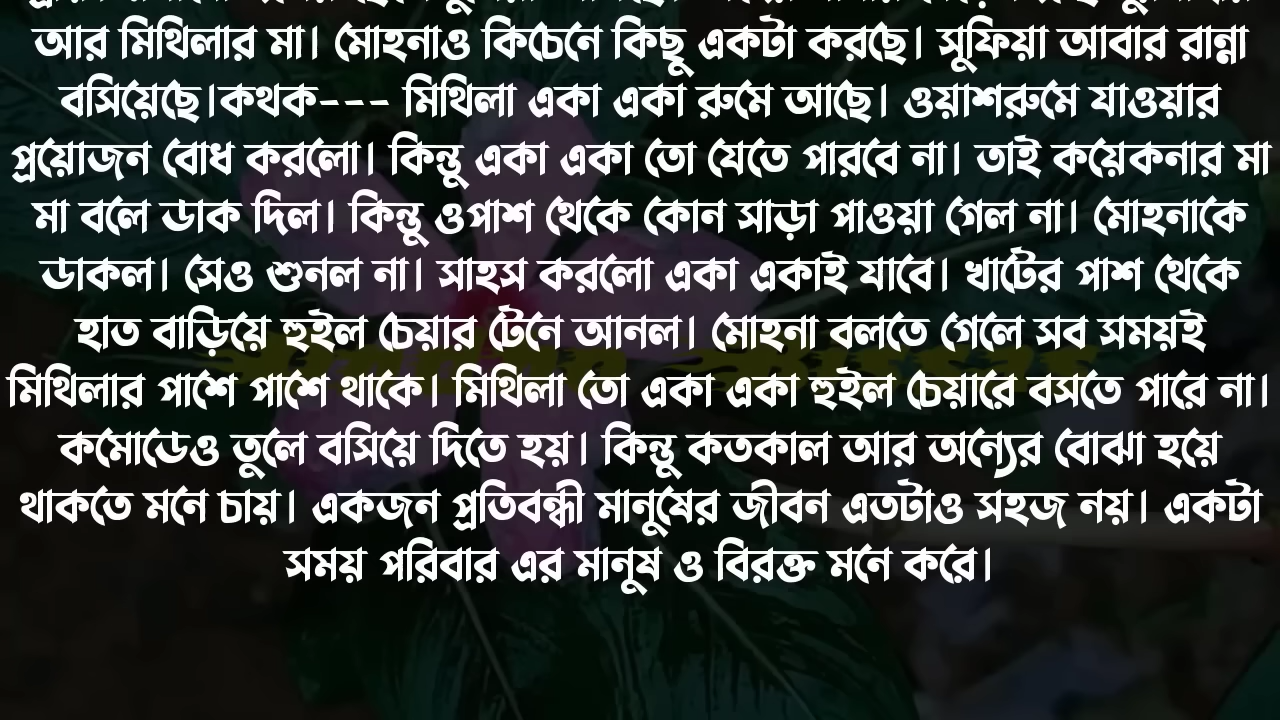 আর মিথিলার মা। মোহনাও কিচেনে কিছু একটা করছে। সুফিয়া আবার রান্না
বসিয়েছে।কথক--- মিথিলা একা একা রুমে আছে। ওয়াশরুমে যাওয়ার
প্রয়োজন বোধ করলো। কিন্তু একা একা তো যেতে পারবে না। তাই কয়েকনার মা
মা বলে ডাক দিল। কিন্তু ওপাশ থেকে কোন সাড়া পাওয়া গেল না। মোহনাকে
ডাকল। সেও শুনল না। সাহস করলো একা একাই যাবে। খাটের পাশ থেকে
হাত বাড়িয়ে হুইল চেয়ার টেনে আনল। মোহনা বলতে গেলে সব সময়ই
মিথিলার পাশে পাশে থাকে। মিথিলা তো একা একা হুইল চেয়ারে বসতে পারে না।
কমোডেও তুলে বসিয়ে দিতে হয়। কিন্তু কতকাল আর অন্যের বোঝা হয়ে
থাকতে মনে চায়। একজন প্রতিবন্ধী মানুষের জীবন এতটাও সহজ নয়। একটা
সময় পরিবার এর মানুষ ও বিরক্ত মনে করে।